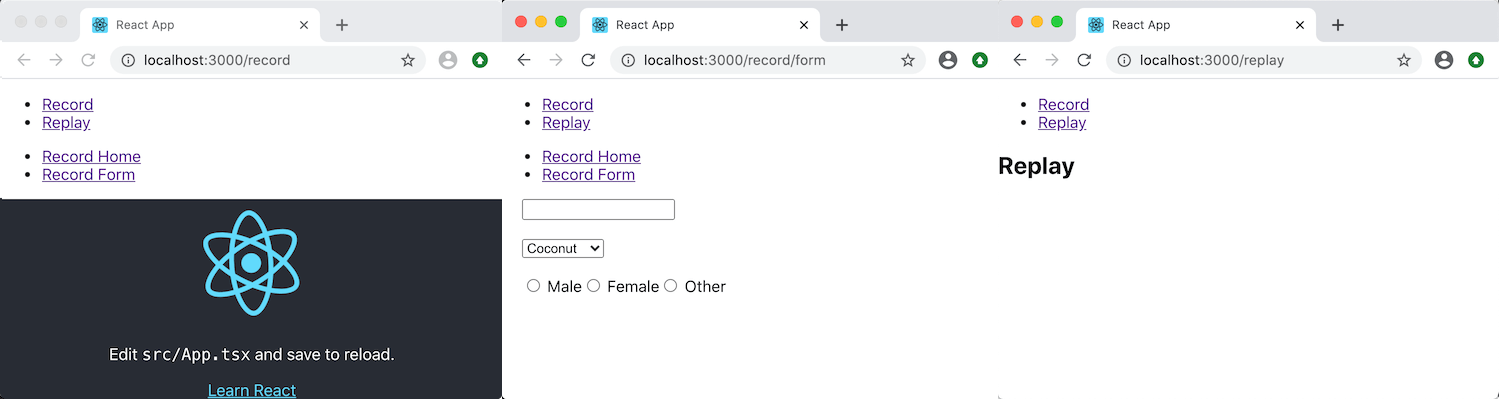 React App
localhost:3000/record
Record
Replay
Record Home
Record Form
Edit src/App.tsx and save to reload.
Learn React
React App
localhost:3000/record/form
Record
Replay
Record Home
Record Form
Coconut
Male Female Other
React App
localhost:3000/replay
Record
Replay
Replay